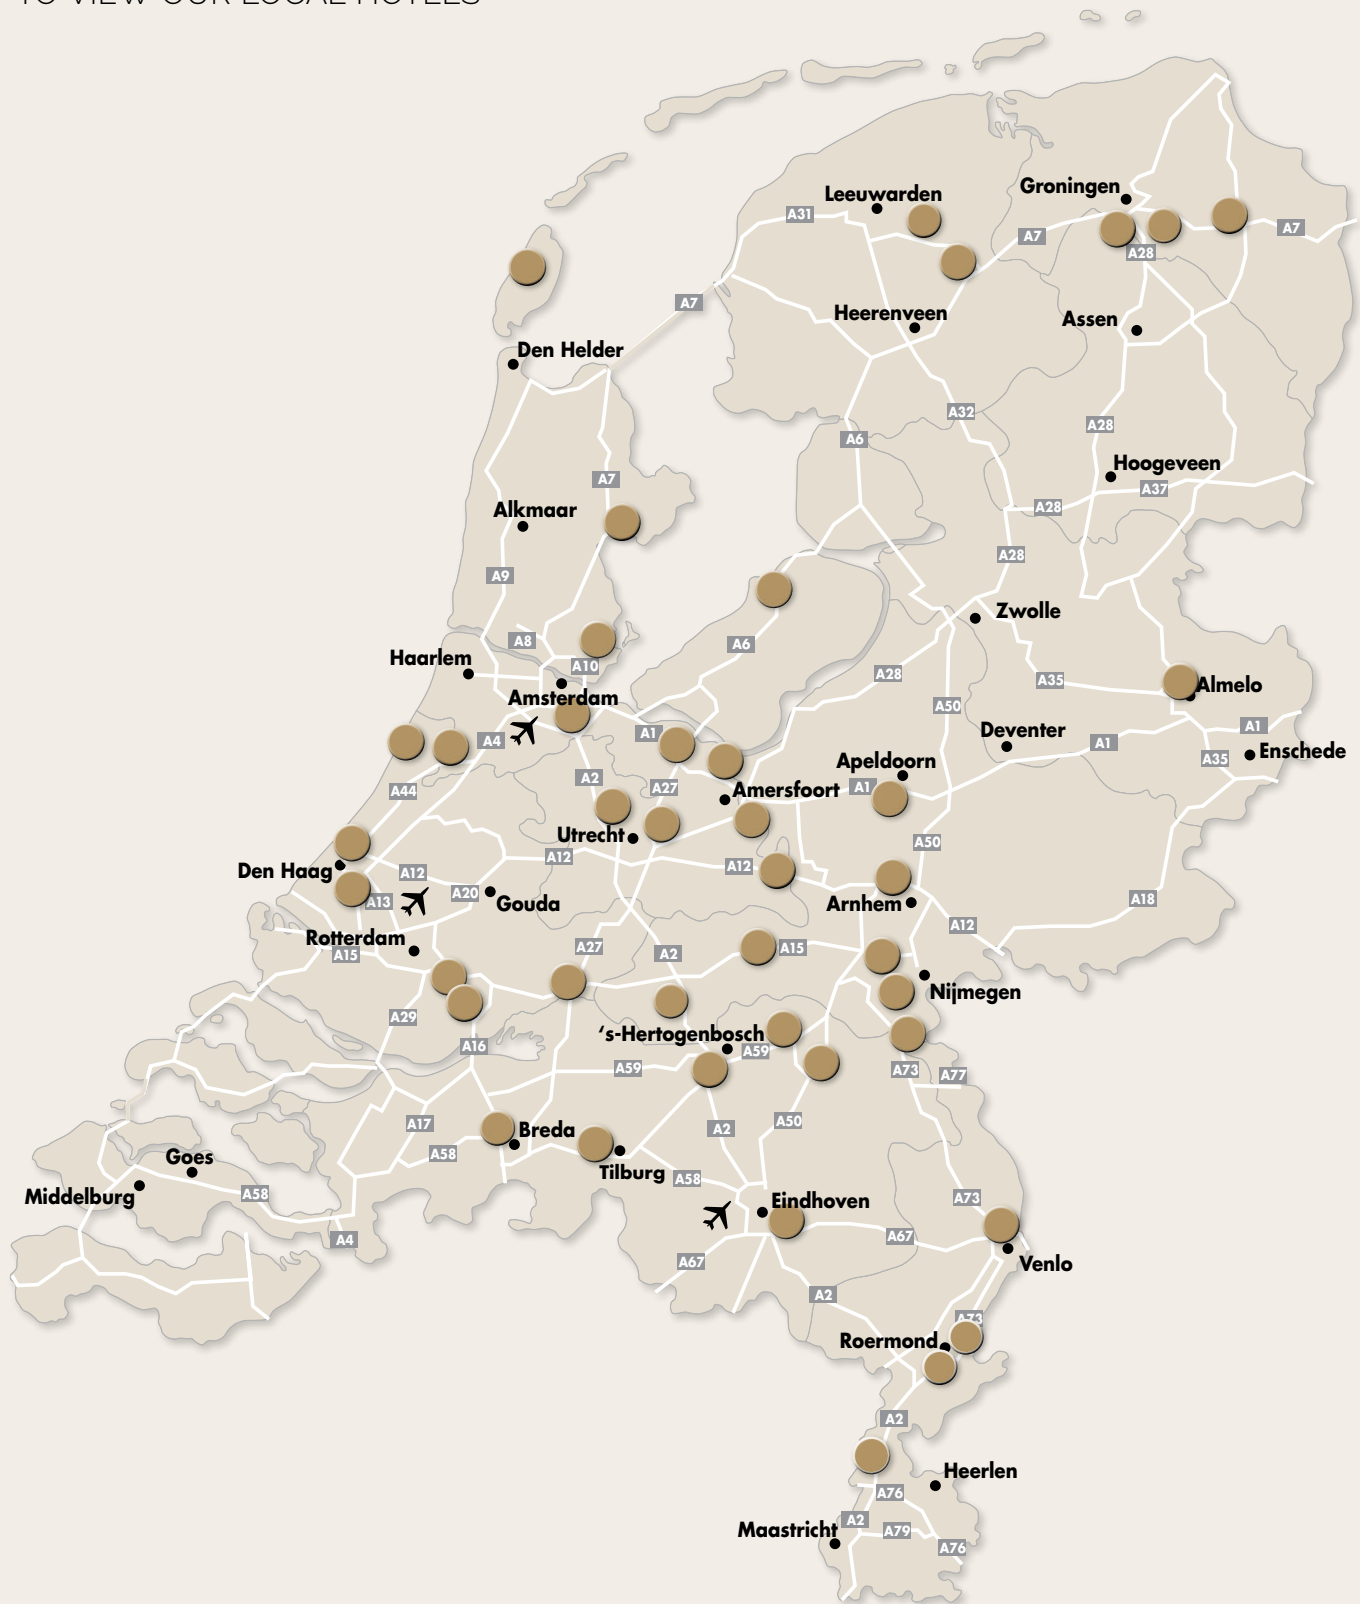 TO VIEW OUR LOCAL HOTELS
Leeuwarden
Groningen
A31
A7
A7
A28
A7
Heerenveen
Assen
Den Helder
A32
A28
A6
Hoogeveen
A7
A37
Alkmaar
A28
A28
A9
Zwolle
A8
A6
Haarlem
A10
A28
A35
Almelo
Amsterdam
A50
A1
Deventer
A1
A4
A1
Enschede
A35
Apeldoorn
A2
A27
A1
Amersfoort
A44
Utrecht
A50
A12
A12
Den Haag
A12
A20
A13
Gouda
Arnhem
A18
A12
Rotterdam
A15
A27
A2
A15
Nijmegen
A29
's-Hertogenbosch
A16
A59
A59
A73
A77
A17
A2
A50
Breda
A58
Goes
Tilburg
A58
Middelburg
A58
A73
Eindhoven
A4
A67
A67
Venlo
A2
A73
Roermond
A2
Heerlen
A76
A2
Maastricht
A79
A76